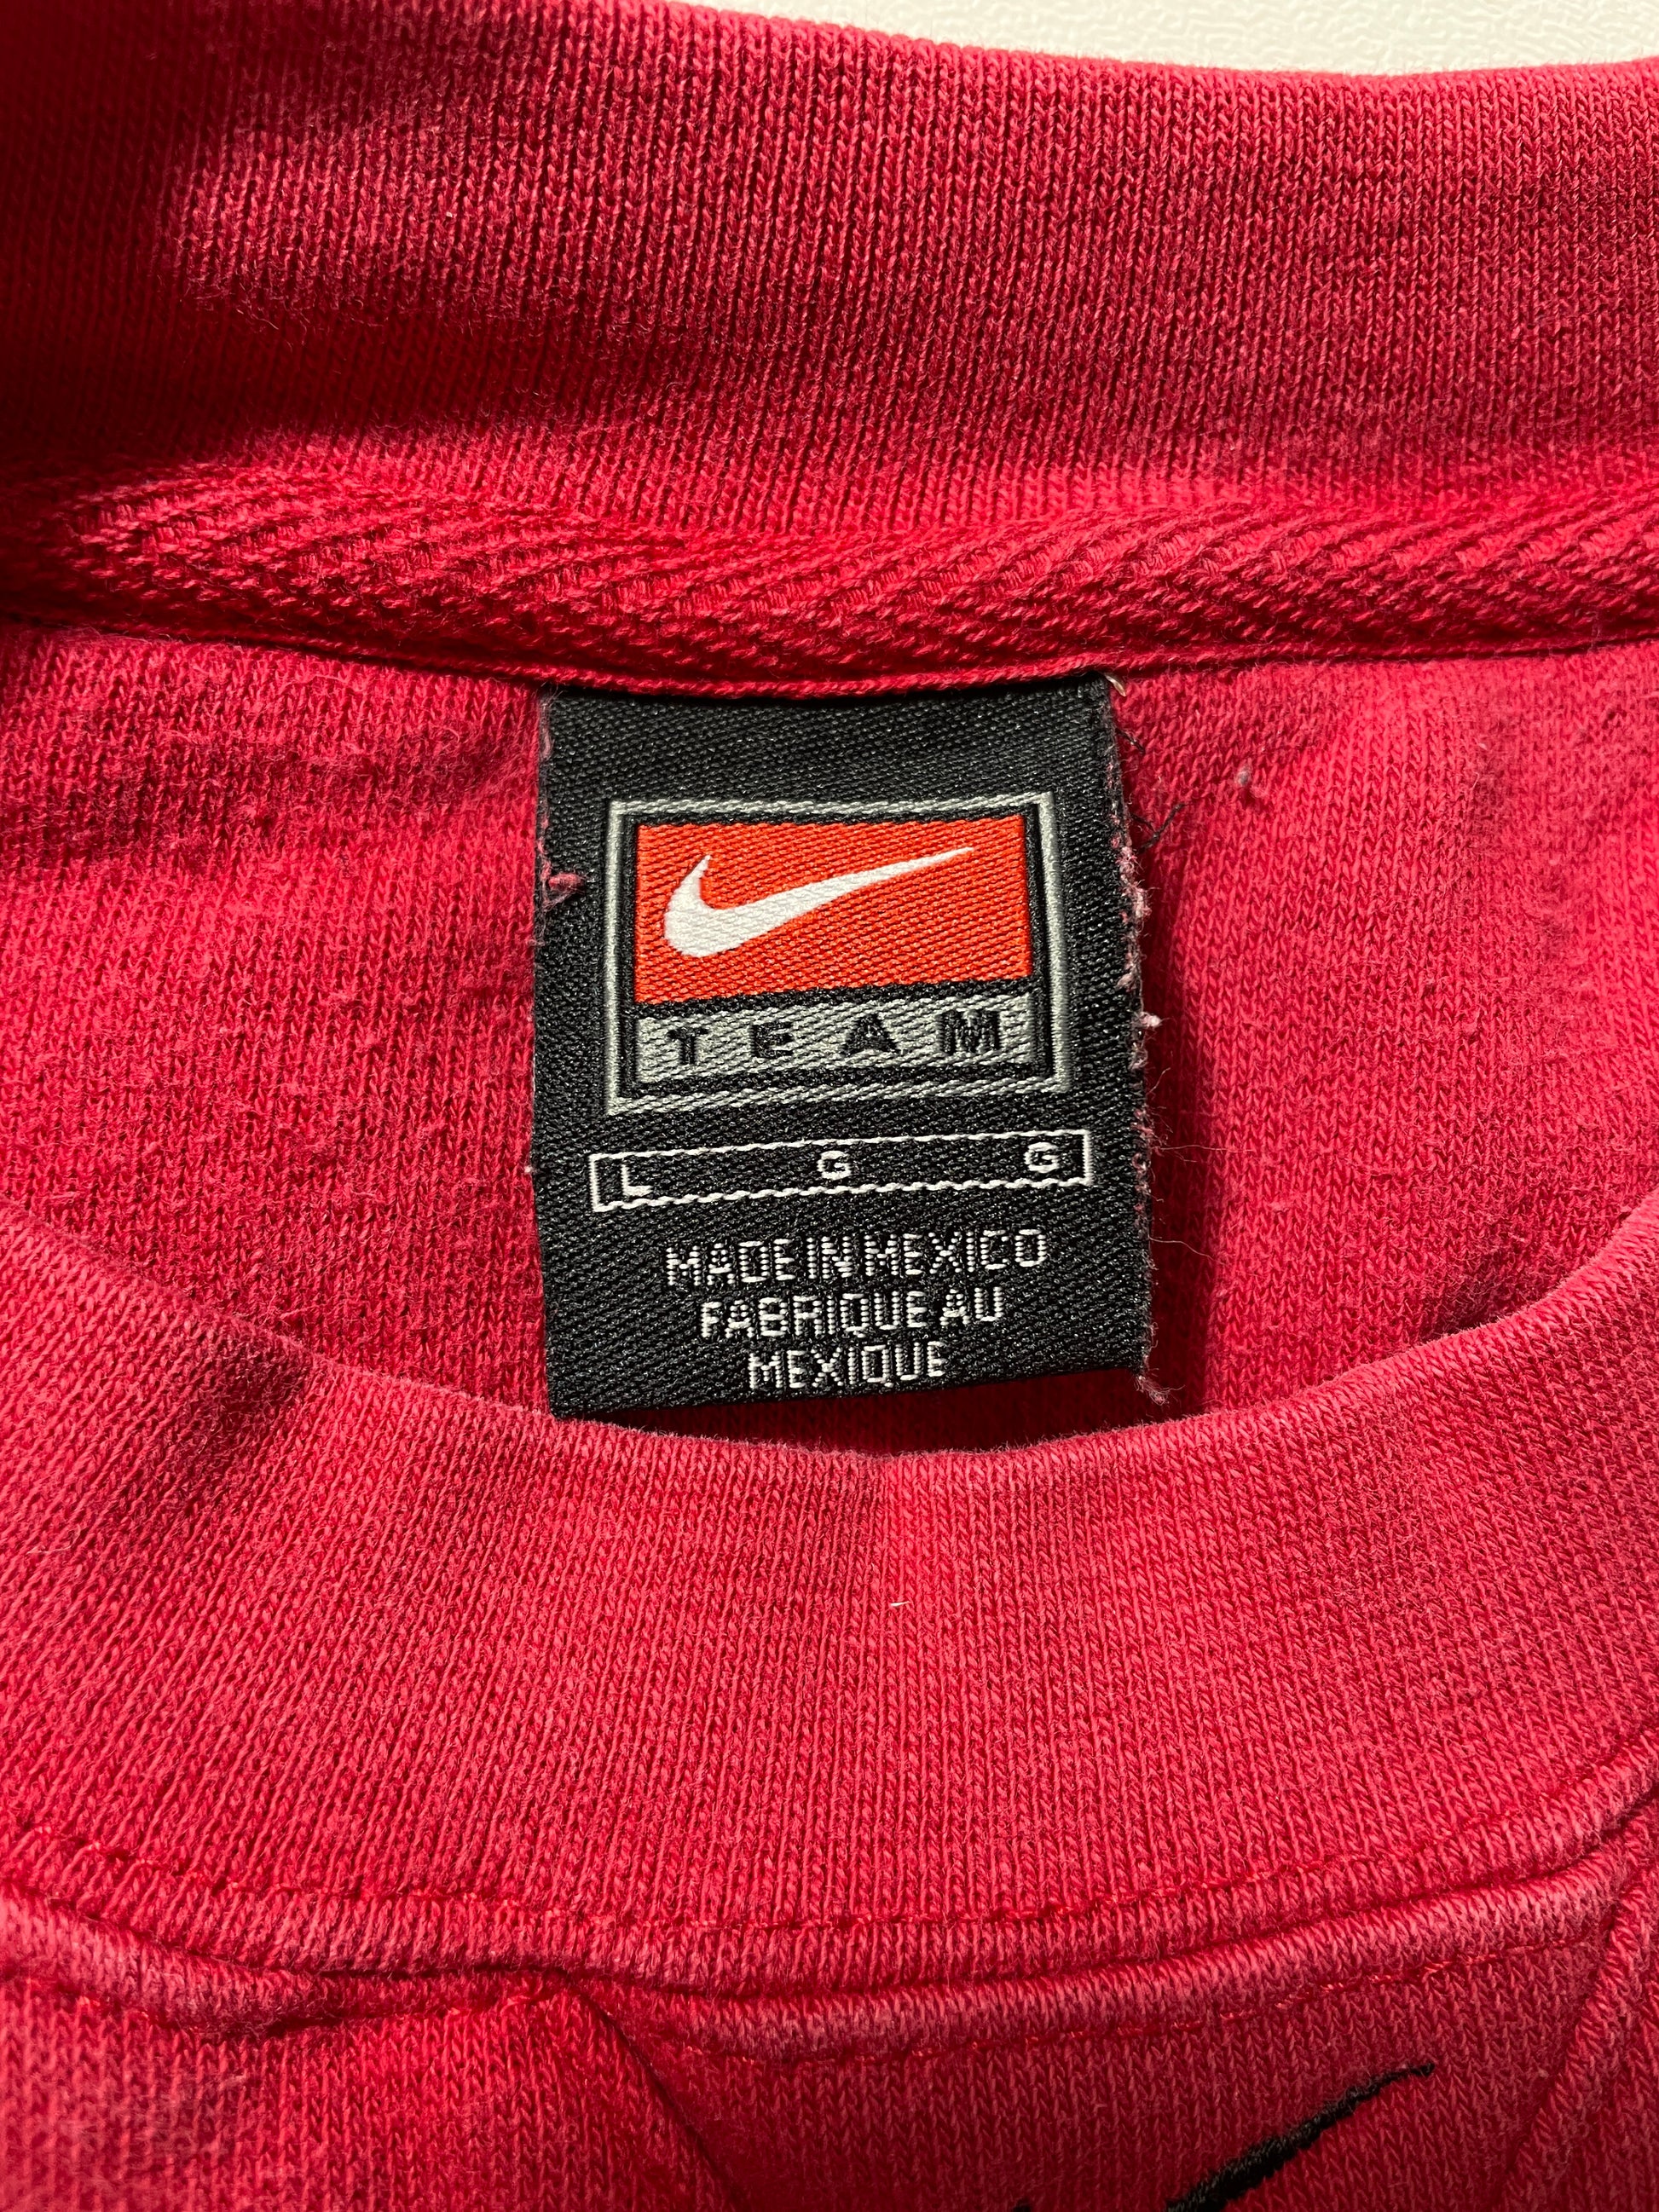 TEAM
L G G
MADE IN MEXICO
FABRIQUE AU
MEXIQUE